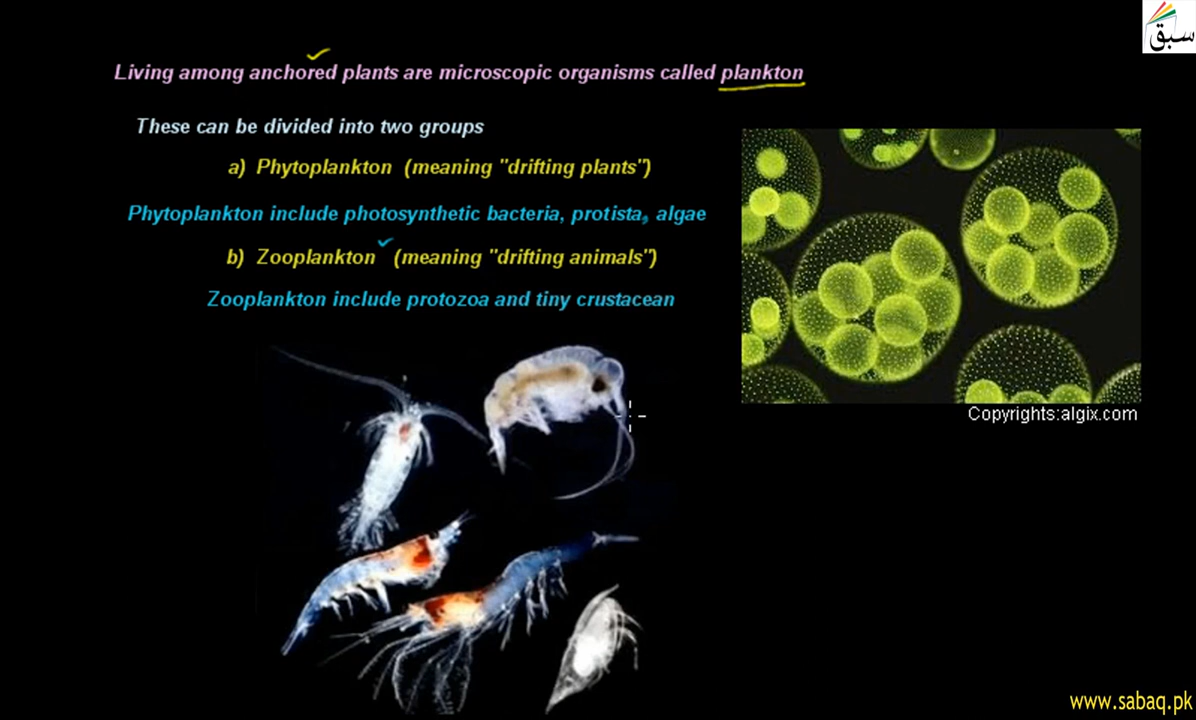 سبق
Living among anchored plants are microscopic organisms called plankton
These can be divided into two groups
a) Phytoplankton (meaning "drifting plants")
Phytoplankton include photosynthetic bacteria, protista, algae
b) Zooplankton (meaning "drifting animals")
Zooplankton include protozoa and tiny crustacean
Copyrights:algix.com
www.sabaq.pk